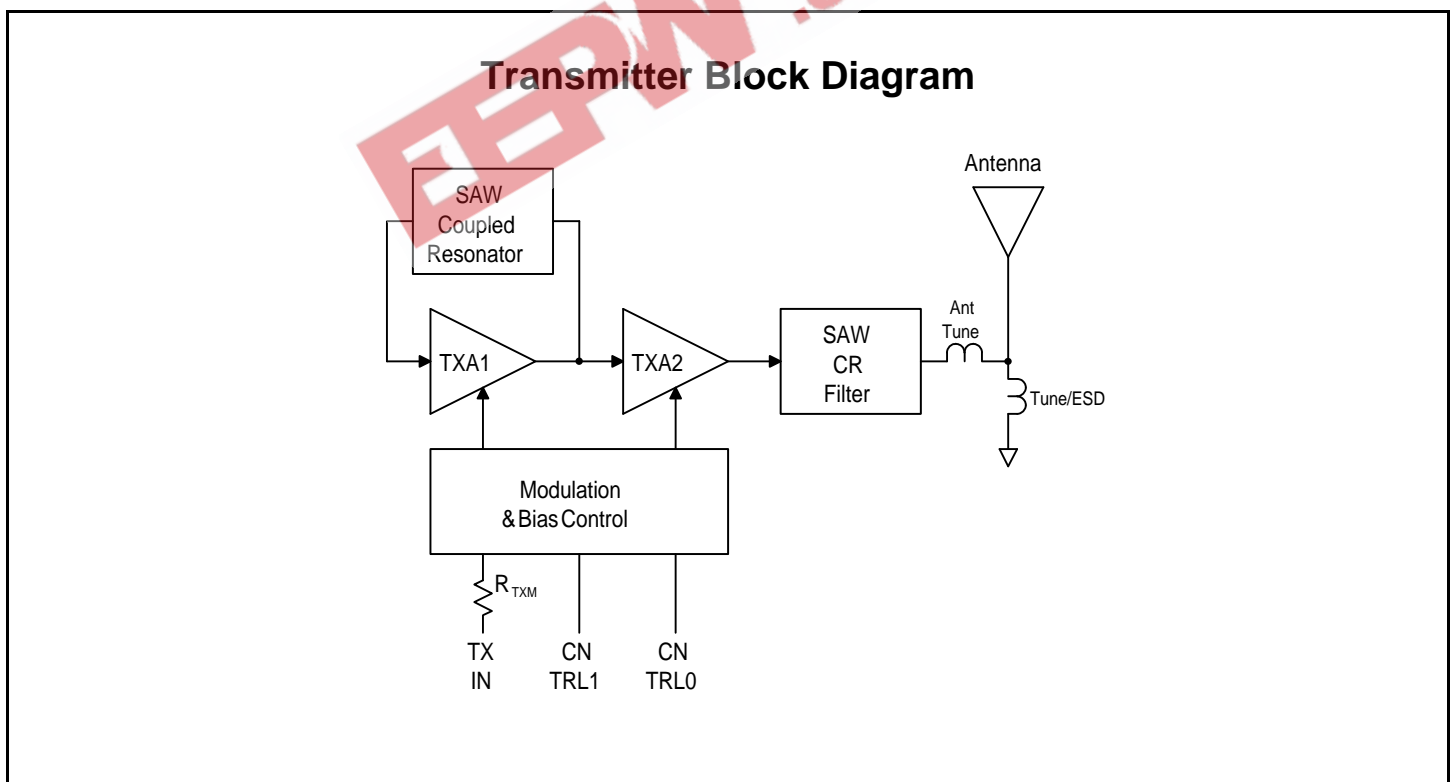 Transmitter Block Diagram
Antenna
SAW
Coupled
Resonator
Ant
Tune
TXA1
TXA2
SAW
CR
Filter
Tune/ESD
Modulation
& Bias Control
R TXM
TX
IN
CN
TRL1
CN
TRL0